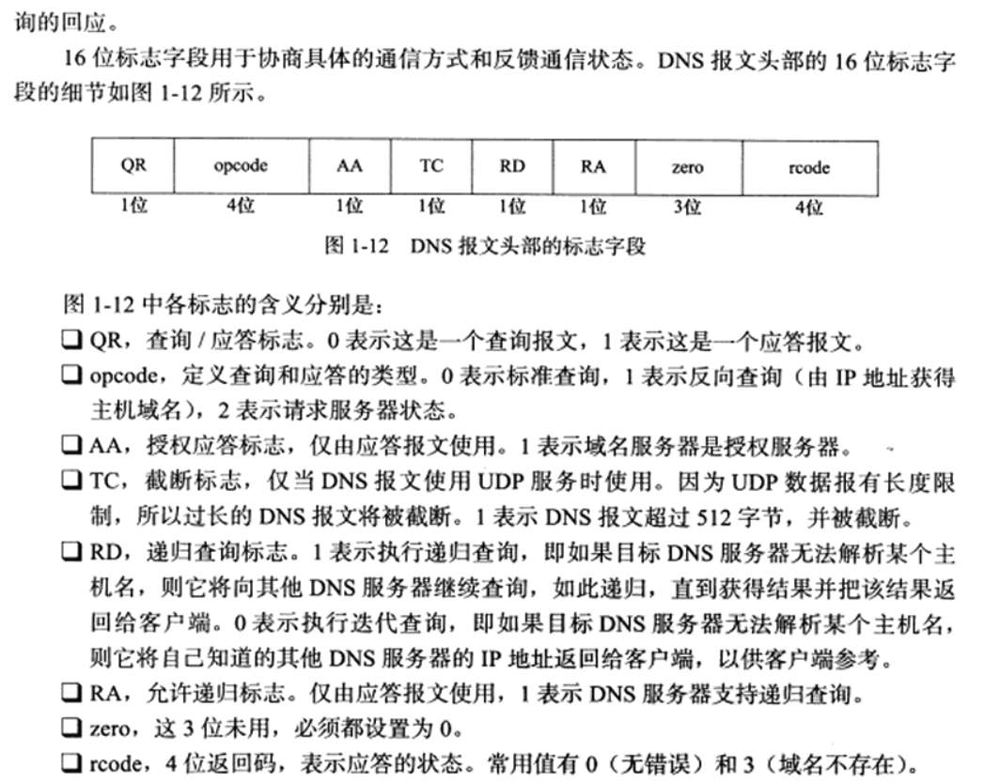 询的回应。
16 位标志字段用于协商具体的通信方式和反馈通信状态。DNS 报文头部的 16 位标志字
段的细节如图 1-12 所示。
QR opcode AA TC RD RA zero rcode
1位 4位 1位 1位 1位 1位 3位 4位
图 1-12 DNS 报文头部的标志字段
图 1-12 中各标志的含义分别是：
❑ QR，查询 / 应答标志。0 表示这是一个查询报文，1 表示这是一个应答报文。
❑ opcode，定义查询和应答的类型。0 表示标准查询，1 表示反向查询（由 IP 地址获得
主机域名），2 表示请求服务器状态。
❑ AA，授权应答标志，仅由应答报文使用。1 表示域名服务器是授权服务器。
❑ TC，截断标志，仅当 DNS 报文使用 UDP 服务时使用。因为 UDP 数据报有长度限
制，所以过长的 DNS 报文将被截断。1 表示 DNS 报文超过 512 字节，并被截断。
❑ RD，递归查询标志。1 表示执行递归查询，即如果目标 DNS 服务器无法解析某个主
机名，则它将向其他 DNS 服务器继续查询，如此递归，直到获得结果并把该结果返
回给客户端。0 表示执行迭代查询，即如果目标 DNS 服务器无法解析某个主机名，
则它将自己知道的其他 DNS 服务器的 IP 地址返回给客户端，以供客户端参考。
❑ RA，允许递归标志。仅由应答报文使用，1 表示 DNS 服务器支持递归查询。
❑ zero，这 3 位未用，必须都设置为 0。
❑ rcode，4 位返回码，表示应答的状态。常用值有 0（无错误）和 3（域名不存在）。